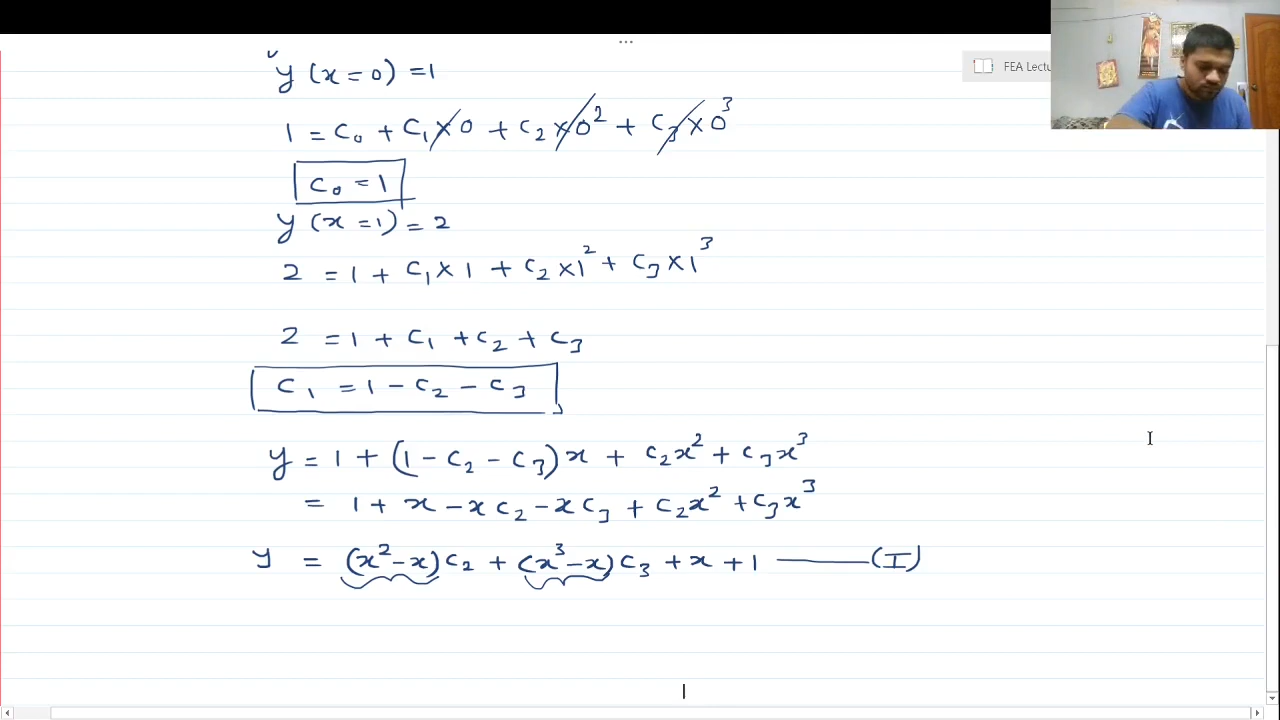 y (x = 0) = 1
FEA Lectu
1 = C₀ + C₁ × 0 + C₂ × 0² + C₃ × 0³
C₀ = 1
y (x = 1) = 2
2 = 1 + C₁ × 1 + C₂ × 1² + C₃ × 1³
2 = 1 + C₁ + C₂ + C₃
C₁ = 1 - C₂ - C₃
y = 1 + (1 - C₂ - C₃) x + C₂x² + C₃x³
= 1 + x - x C₂ - x C₃ + C₂x² + C₃x³
y = (x² - x) C₂ + (x³ - x) C₃ + x + 1 ——— (I)